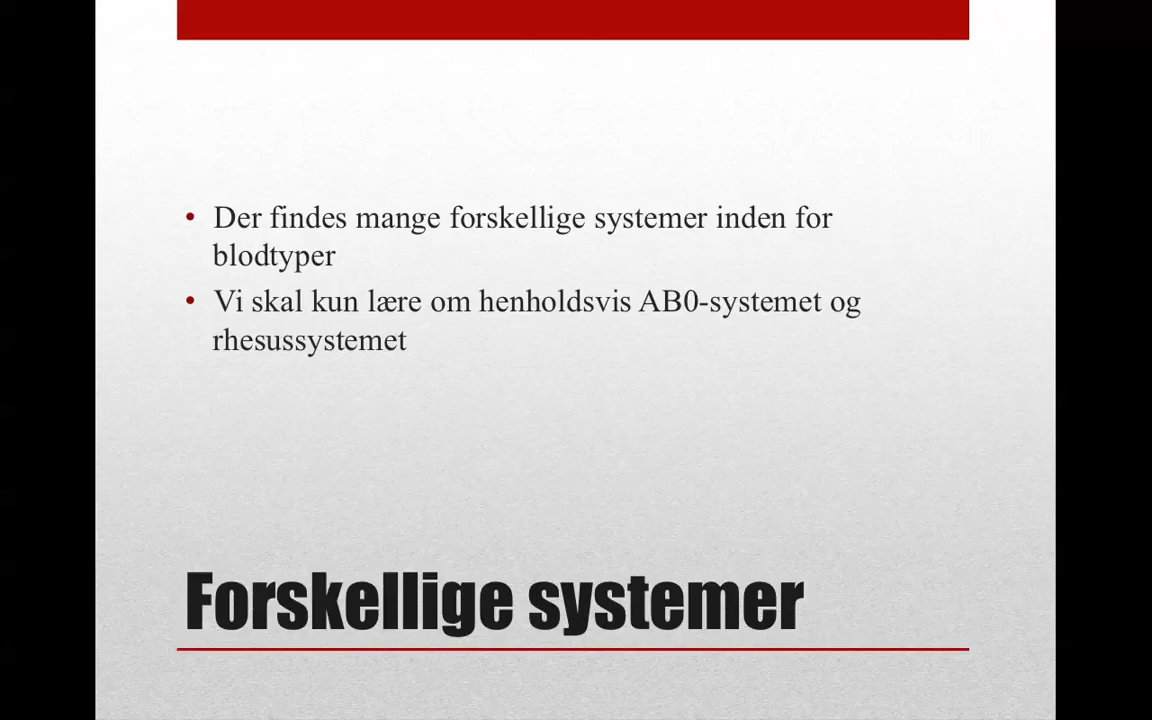 • Der findes mange forskellige systemer inden for
blodtyper
• Vi skal kun lære om henholdsvis AB0-systemet og
rhesussystemet
Forskellige systemer